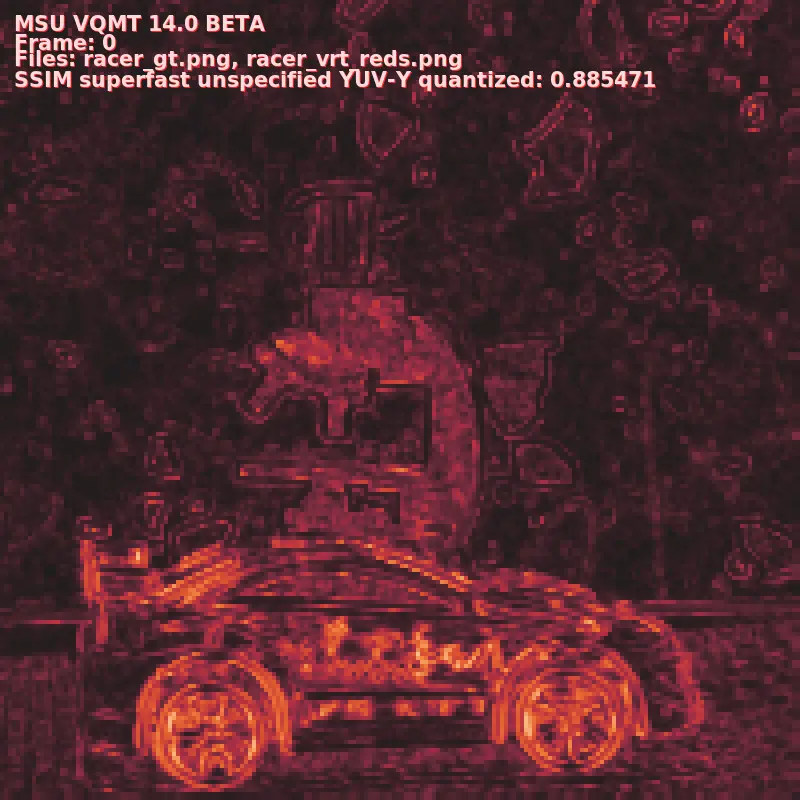 MSU VQMT 14.0 BETA
Frame: 0
Files: racer_gt.png, racer_vrt_reds.png
SSIM superfast unspecified YUV-Y quantized: 0.885471